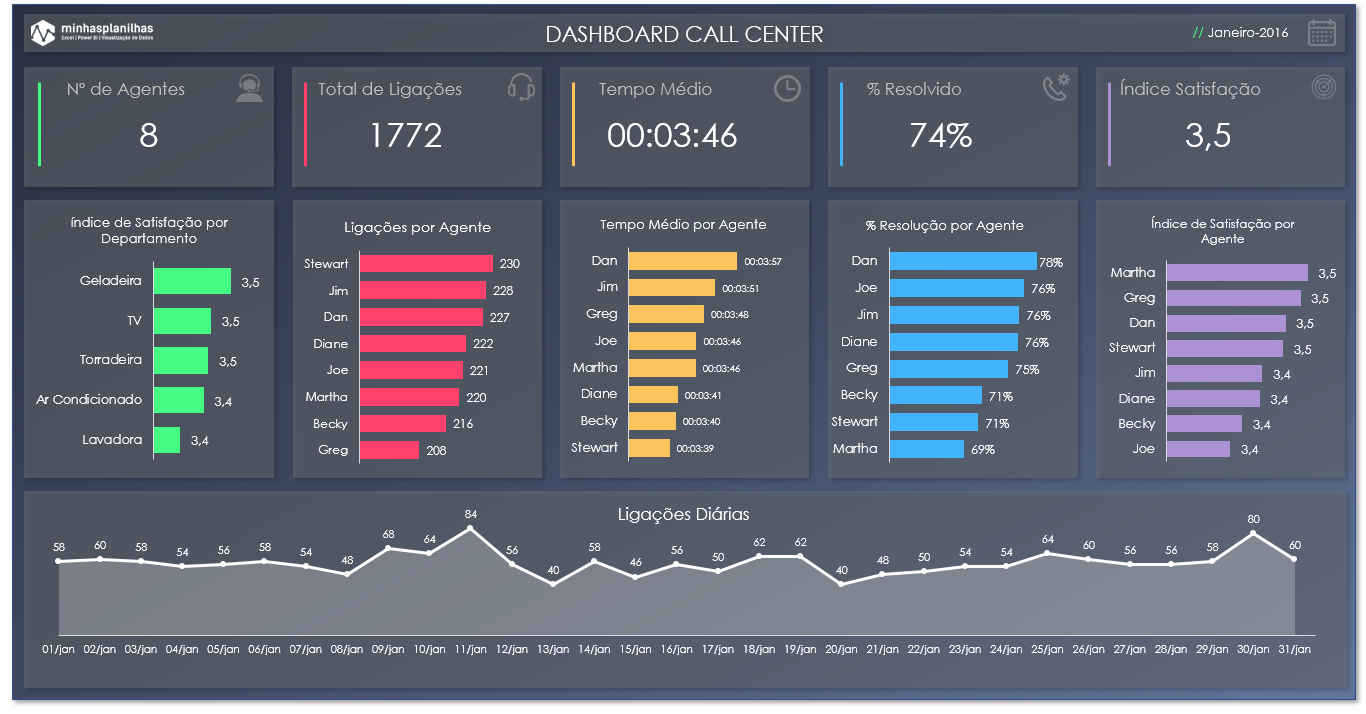 minhasplanilhas
Excel | Power BI | Visualização de Dados
DASHBOARD CALL CENTER
// Janeiro-2016
Nº de Agentes
8
Total de Ligações
1772
Tempo Médio
00:03:46
% Resolvido
74%
Índice Satisfação
3,5
índice de Satisfação por
Departamento
Geladeira 3,5
TV 3,5
Torradeira 3,5
Ar Condicionado 3,4
Lavadora 3,4
Ligações por Agente
Stewart 230
Jim 228
Dan 227
Diane 222
Joe 221
Martha 220
Becky 216
Greg 208
Tempo Médio por Agente
Dan 00:03:57
Jim 00:03:51
Greg 00:03:48
Joe 00:03:46
Martha 00:03:46
Diane 00:03:41
Becky 00:03:40
Stewart 00:03:39
% Resolução por Agente
Dan 78%
Joe 76%
Jim 76%
Diane 76%
Greg 75%
Becky 71%
Stewart 71%
Martha 69%
Índice de Satisfação por
Agente
Martha 3,5
Greg 3,5
Dan 3,5
Stewart 3,5
Jim 3,4
Diane 3,4
Becky 3,4
Joe 3,4
Ligações Diárias
58 60 58 54 56 58 54 48 68 64 84 56 40 58 46 56 50 62 62 40 48 50 54 54 64 60 56 56 58 80 60
01/jan 02/jan 03/jan 04/jan 05/jan 06/jan 07/jan 08/jan 09/jan 10/jan 11/jan 12/jan 13/jan 14/jan 15/jan 16/jan 17/jan 18/jan 19/jan 20/jan 21/jan 22/jan 23/jan 24/jan 25/jan 26/jan 27/jan 28/jan 29/jan 30/jan 31/jan